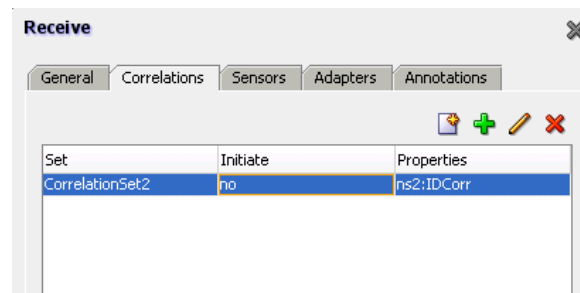 Receive
General Correlations Sensors Adapters Annotations
Set Initiate Properties
CorrelationSet2 no ns2:IDCorr